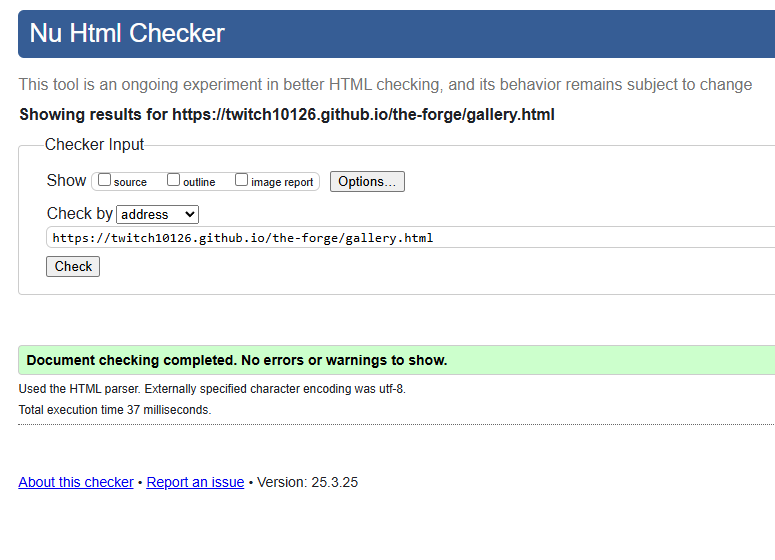 Nu Html Checker
This tool is an ongoing experiment in better HTML checking, and its behavior remains subject to change
Showing results for https://twitch10126.github.io/the-forge/gallery.html
Checker Input
Show source outline image report Options...
Check by address
https://twitch10126.github.io/the-forge/gallery.html
Check
Document checking completed. No errors or warnings to show.
Used the HTML parser. Externally specified character encoding was utf-8.
Total execution time 37 milliseconds.
About this checker • Report an issue • Version: 25.3.25